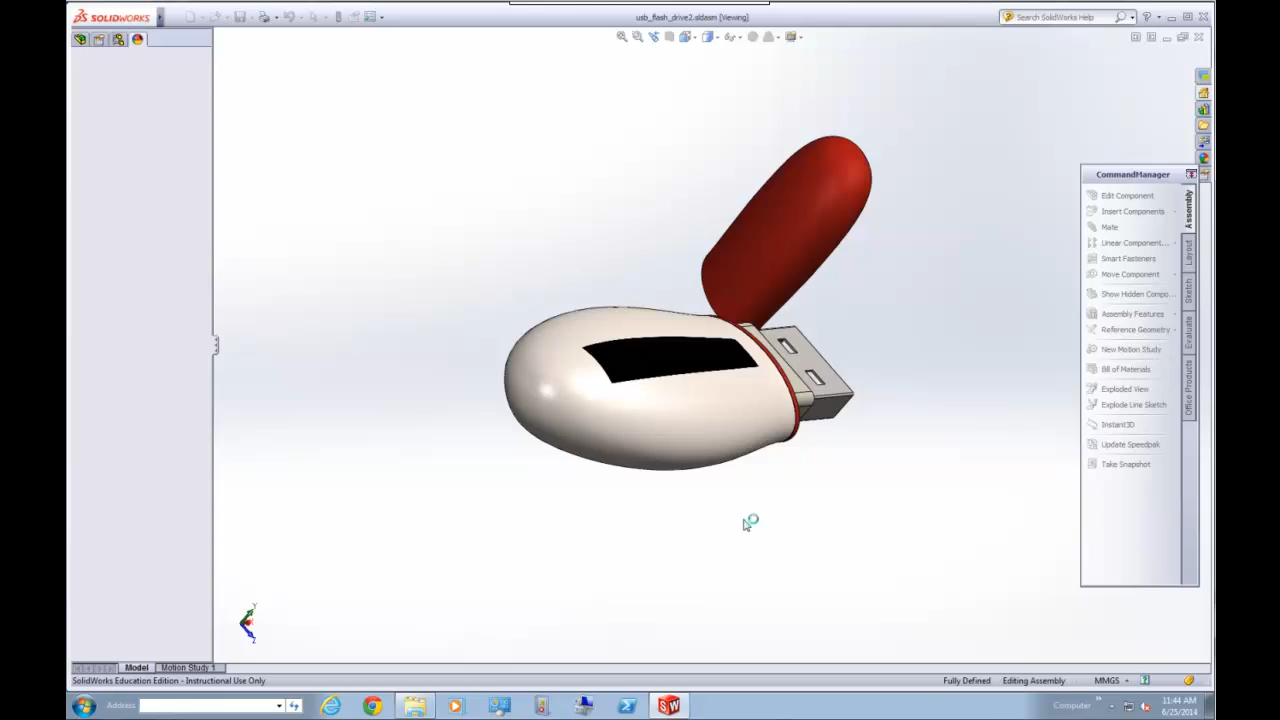 SOLIDWORKS
usb_flash_drive2.sldasm [Viewing]
Search SolidWorks Help
CommandManager
Edit Component
Insert Components
Mate
Linear Component...
Smart Fasteners
Move Component
Show Hidden Compo...
Assembly Features
Reference Geometry
New Motion Study
Bill of Materials
Exploded View
Explode Line Sketch
Instant3D
Update Speedpak
Take Snapshot
Assembly
Layout
Sketch
Evaluate
Office Products
Y
Z
Model
Motion Study 1
SolidWorks Education Edition - Instructional Use Only
Fully Defined
Editing Assembly
MMGS
Address
Computer
11:44 AM
6/25/2014